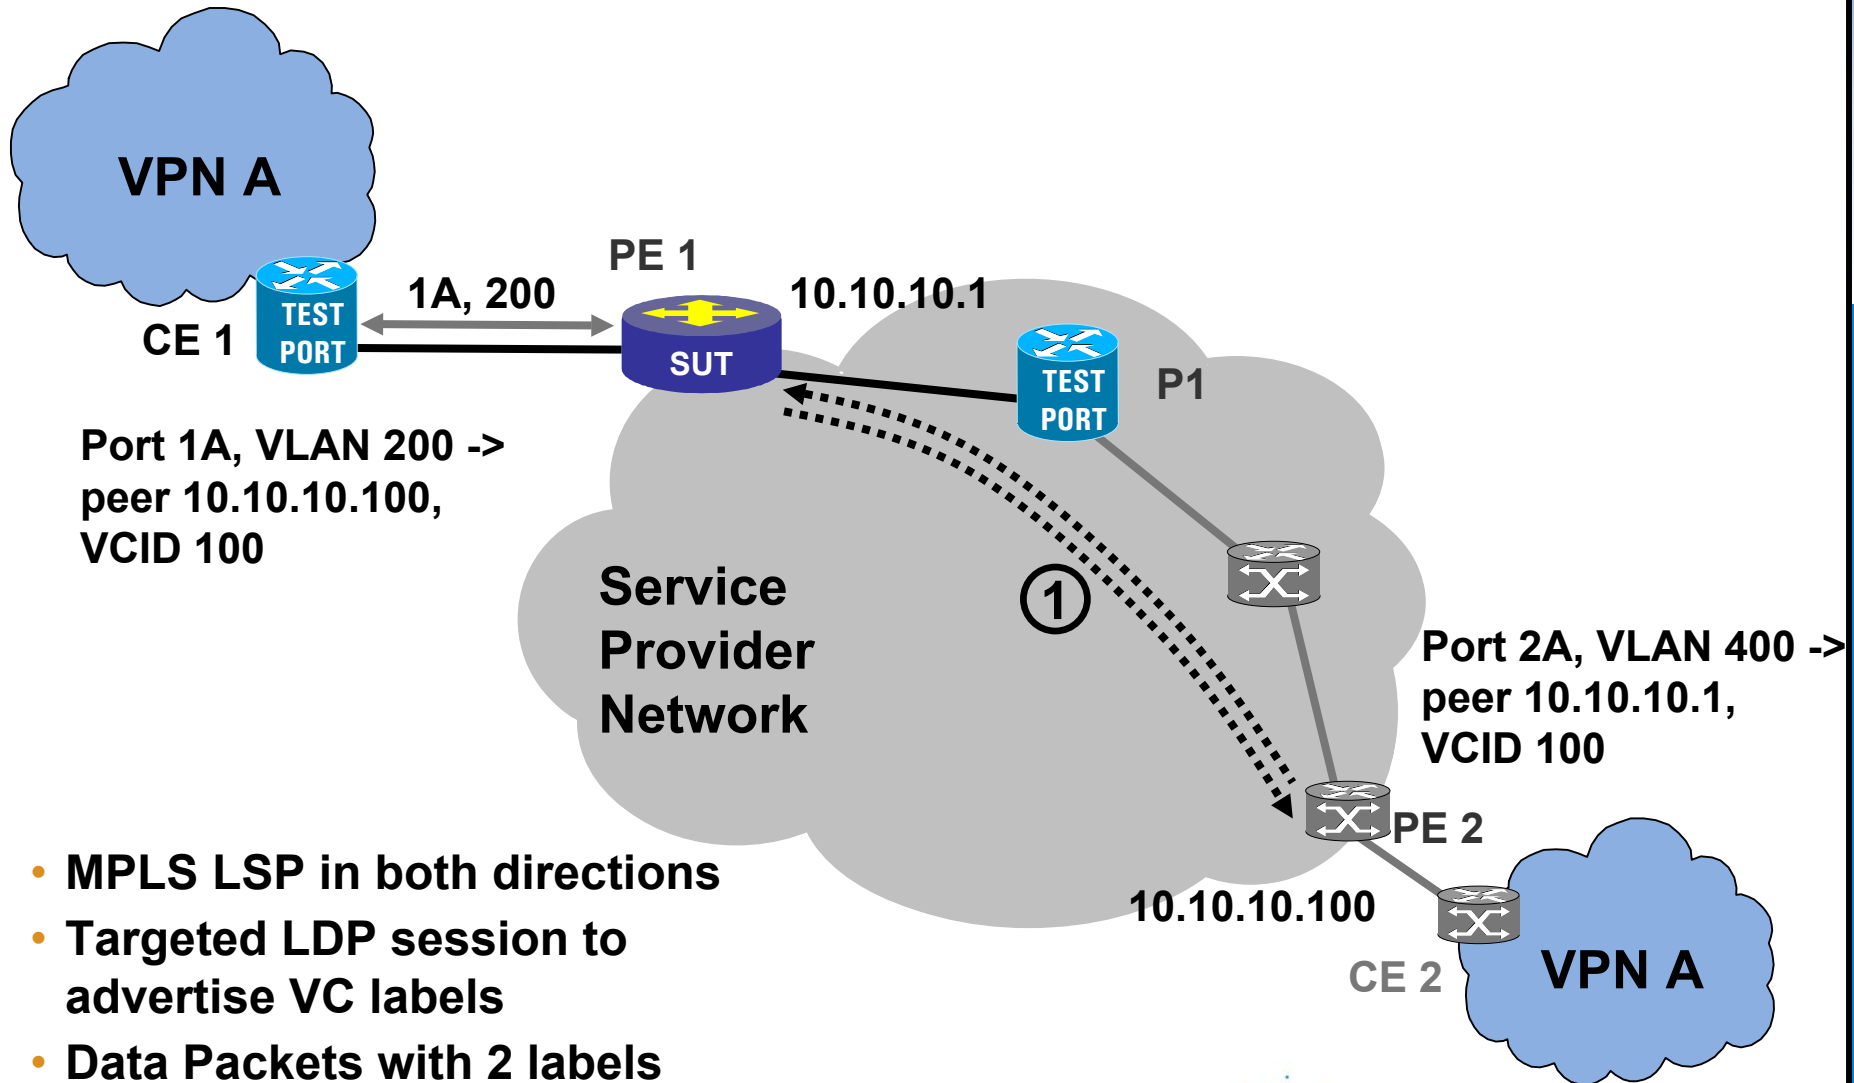 VPN A
PE 1
1A, 200
10.10.10.1
TEST
PORT
CE 1
SUT
TEST
PORT
P1
Port 1A, VLAN 200 ->
peer 10.10.10.100,
VCID 100
Service
Provider
Network
1
Port 2A, VLAN 400 ->
peer 10.10.10.1,
VCID 100
PE 2
10.10.10.100
CE 2
VPN A
• MPLS LSP in both directions
• Targeted LDP session to
advertise VC labels
• Data Packets with 2 labels